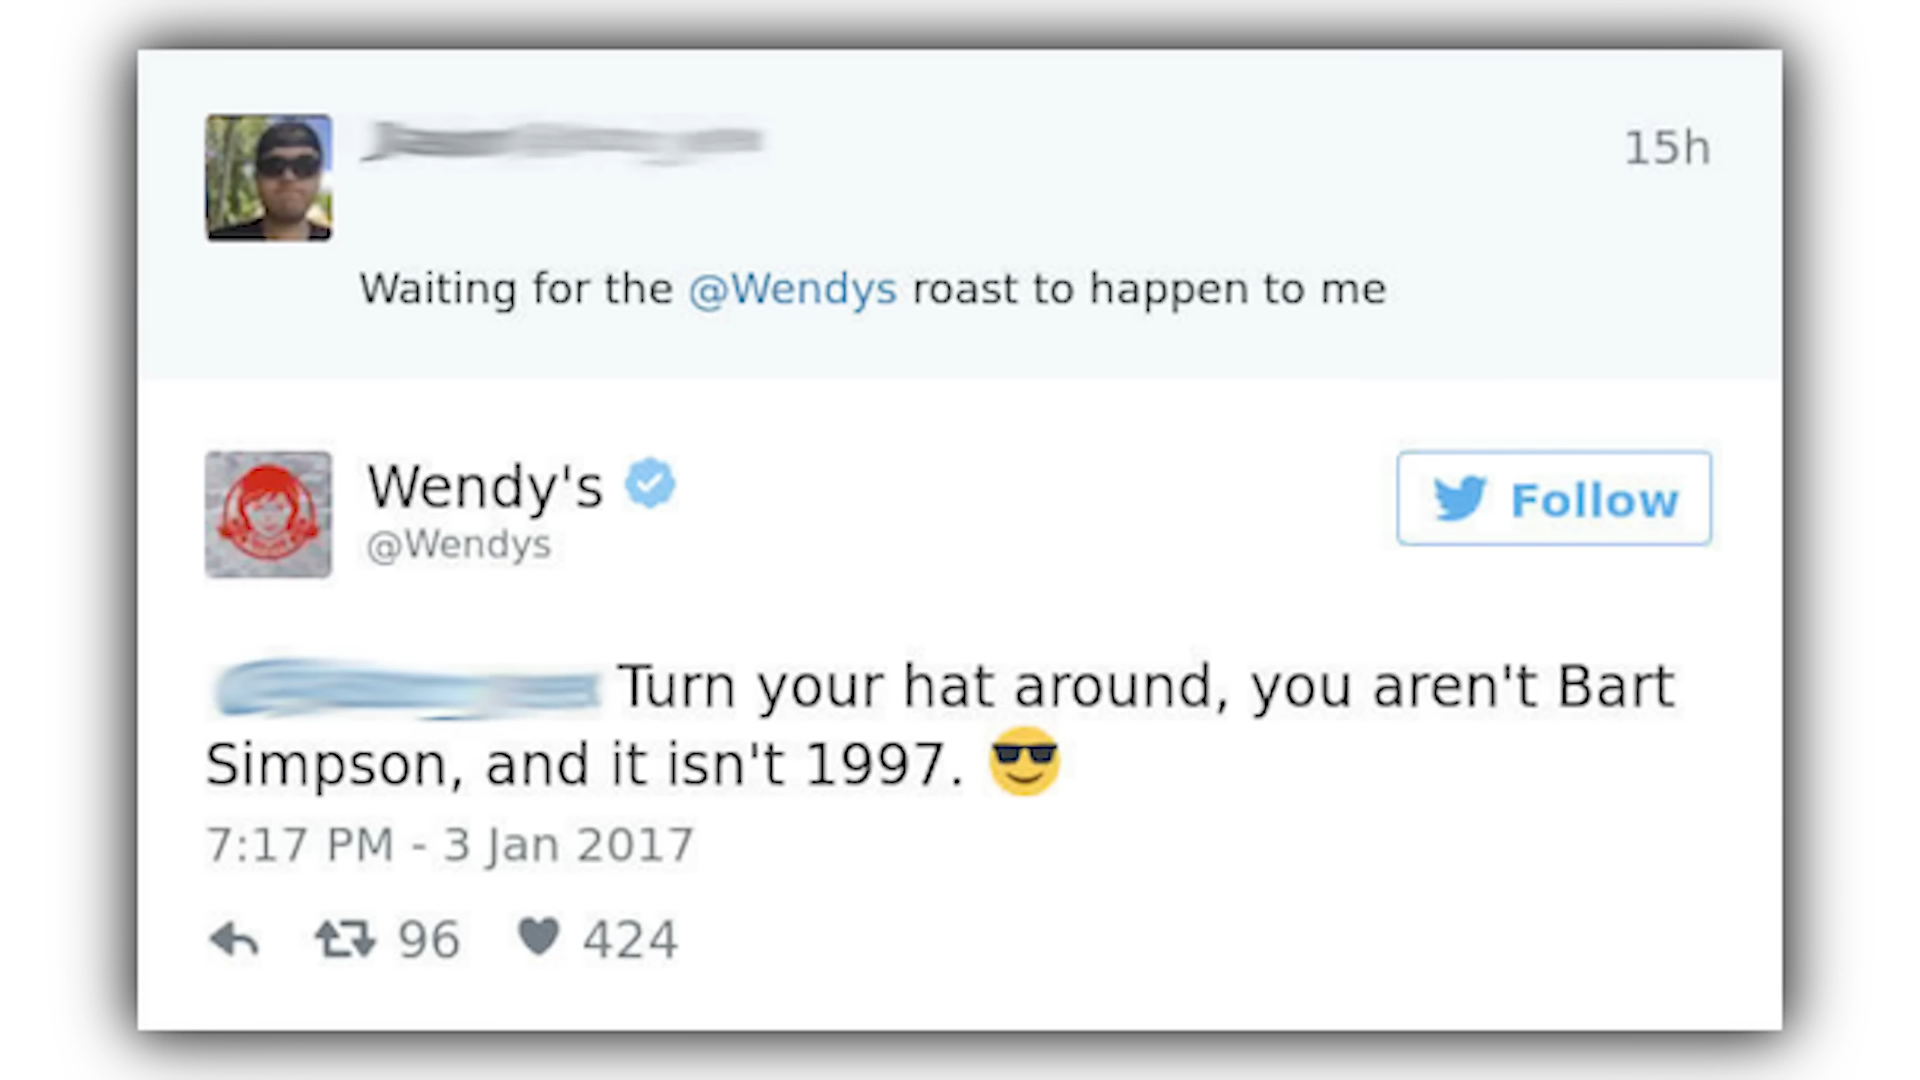 15h
Waiting for the @Wendys roast to happen to me
Wendy's
@Wendys
Follow
Turn your hat around, you aren't Bart
Simpson, and it isn't 1997. 😎
7:17 PM - 3 Jan 2017
96 424